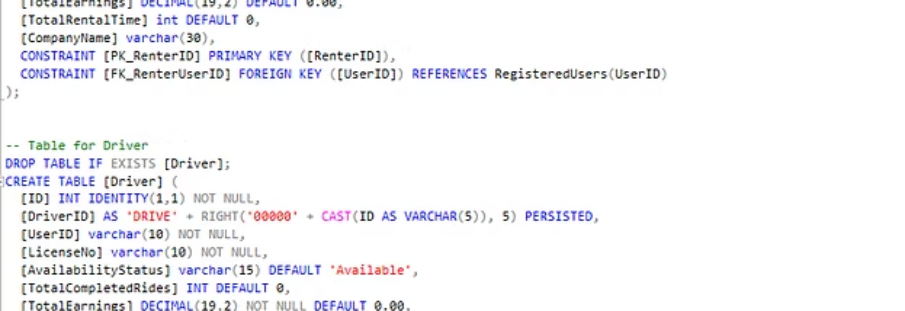 [TotalEarnings] DECIMAL(19,2) DEFAULT 0.00,
[TotalRentalTime] int DEFAULT 0,
[CompanyName] varchar(30),
CONSTRAINT [PK_RenterID] PRIMARY KEY ([RenterID]),
CONSTRAINT [FK_RenterUserID] FOREIGN KEY ([UserID]) REFERENCES RegisteredUsers(UserID)
);
-- Table for Driver
DROP TABLE IF EXISTS [Driver];
CREATE TABLE [Driver] (
[ID] INT IDENTITY(1,1) NOT NULL,
[DriverID] AS 'DRIVE' + RIGHT('00000' + CAST(ID AS VARCHAR(5)), 5) PERSISTED,
[UserID] varchar(10) NOT NULL,
[LicenseNo] varchar(10) NOT NULL,
[AvailabilityStatus] varchar(15) DEFAULT 'Available',
[TotalCompletedRides] INT DEFAULT 0,
[TotalEarnings] DECIMAL(19,2) NOT NULL DEFAULT 0.00,